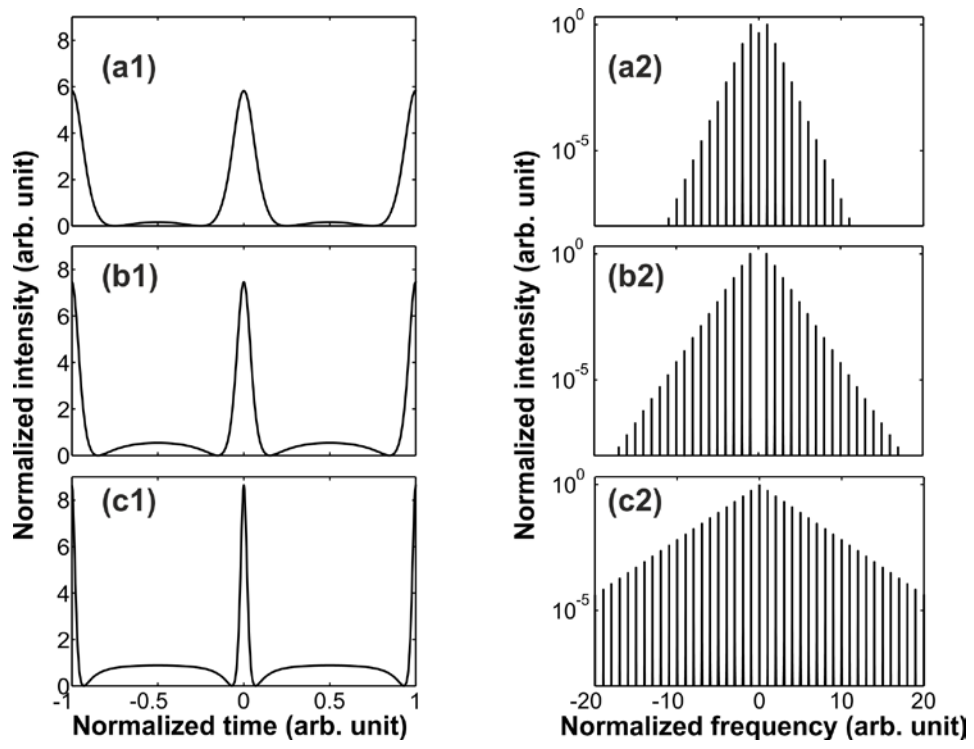 (a1)
8
6
4
2
0
(b1)
8
6
4
2
0
(c1)
8
6
4
2
0
-1 -0.5 0 0.5 1
Normalized time (arb. unit)
Normalized intensity (arb. unit)
(a2)
10^0
10^-5
(b2)
10^0
10^-5
(c2)
10^0
10^-5
-20 -10 0 10 20
Normalized frequency (arb. unit)
Normalized intensity (arb. unit)